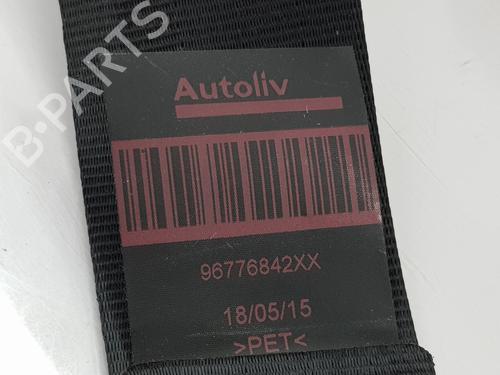 B-PARTS
Autoliv
96776842XX
18/05/15
>PET<